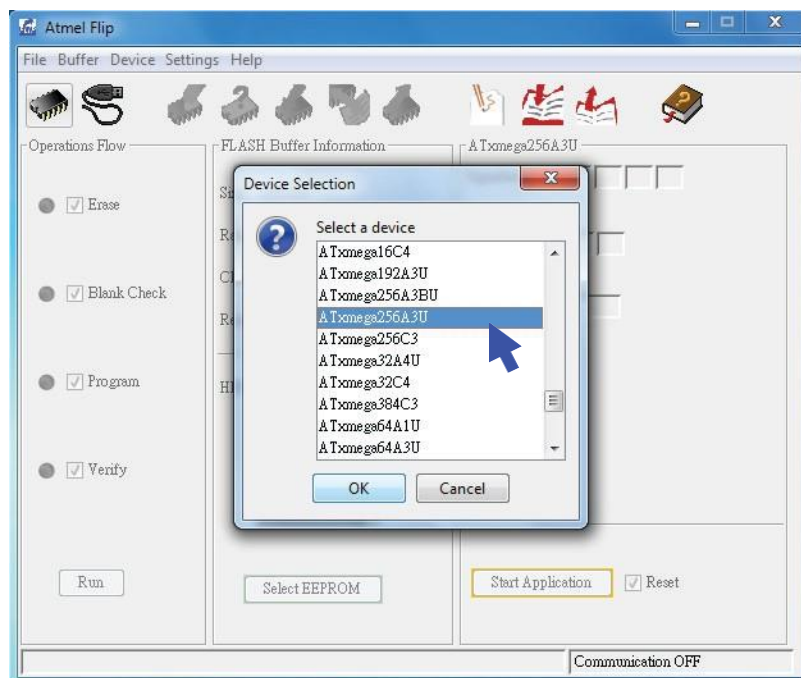 Atmel Flip
File Buffer Device Settings Help
Operations Flow
FLASH Buffer Information
ATxmega256A3U
Erase
Blank Check
Program
Verify
Run
Device Selection
Select a device
ATxmega16C4
ATxmega192A3U
ATxmega256A3BU
ATxmega256A3U
ATxmega256C3
ATxmega32A4U
ATxmega32C4
ATxmega384C3
ATxmega64A1U
ATxmega64A3U
OK Cancel
Select EEPROM
Start Application
Reset
Communication OFF